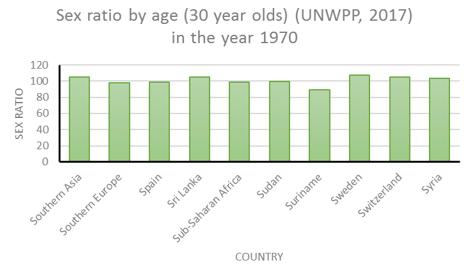 Sex ratio by age (30 year olds) (UNWPP, 2017)
in the year 1970
120
100
80
60
40
20
0
SEX RATIO
Southern Asia
Southern Europe
Spain
Sri Lanka
Sub-Saharan Africa
Sudan
Suriname
Sweden
Switzerland
Syria
COUNTRY